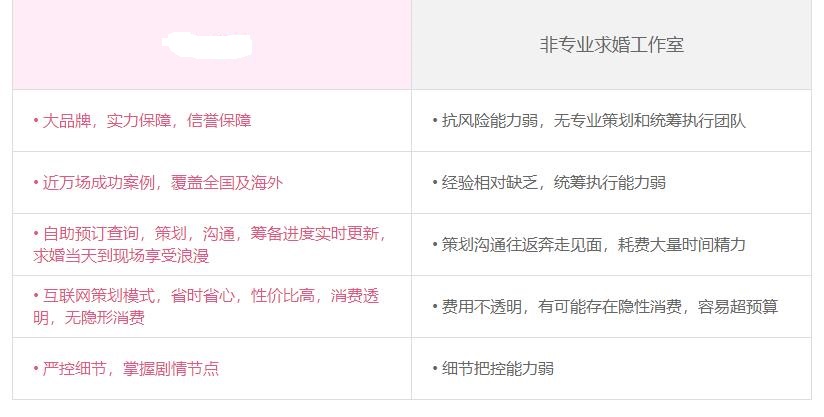 非专业求婚工作室
• 大品牌，实力保障，信誉保障
• 抗风险能力弱，无专业策划和统筹执行团队
• 近万场成功案例，覆盖全国及海外
• 经验相对缺乏，统筹执行能力弱
• 自助预订查询，策划，沟通，筹备进度实时更新，
求婚当天到现场享受浪漫
• 策划沟通往返奔走见面，耗费大量时间精力
• 互联网策划模式，省时省心，性价比高，消费透
明，无隐形消费
• 费用不透明，有可能存在隐性消费，容易超预算
• 严控细节，掌握剧情节点
• 细节把控能力弱